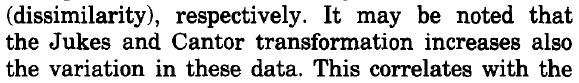 (dissimilarity), respectively. It may be noted that
the Jukes and Cantor transformation increases also
the variation in these data. This correlates with the